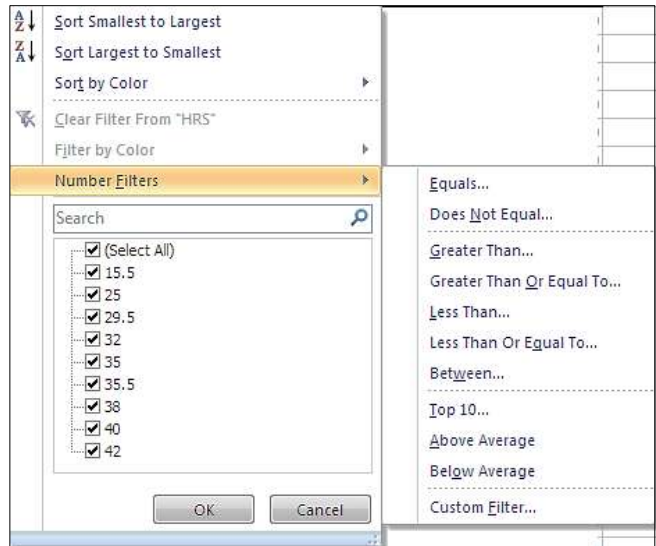 Sort Smallest to Largest
Sort Largest to Smallest
Sort by Color
Clear Filter From "HRS"
Filter by Color
Number Filters
Search
(Select All)
15.5
25
29.5
32
35
35.5
38
40
42
OK Cancel
Equals...
Does Not Equal...
Greater Than...
Greater Than Or Equal To...
Less Than...
Less Than Or Equal To...
Between...
Top 10...
Above Average
Below Average
Custom Filter...